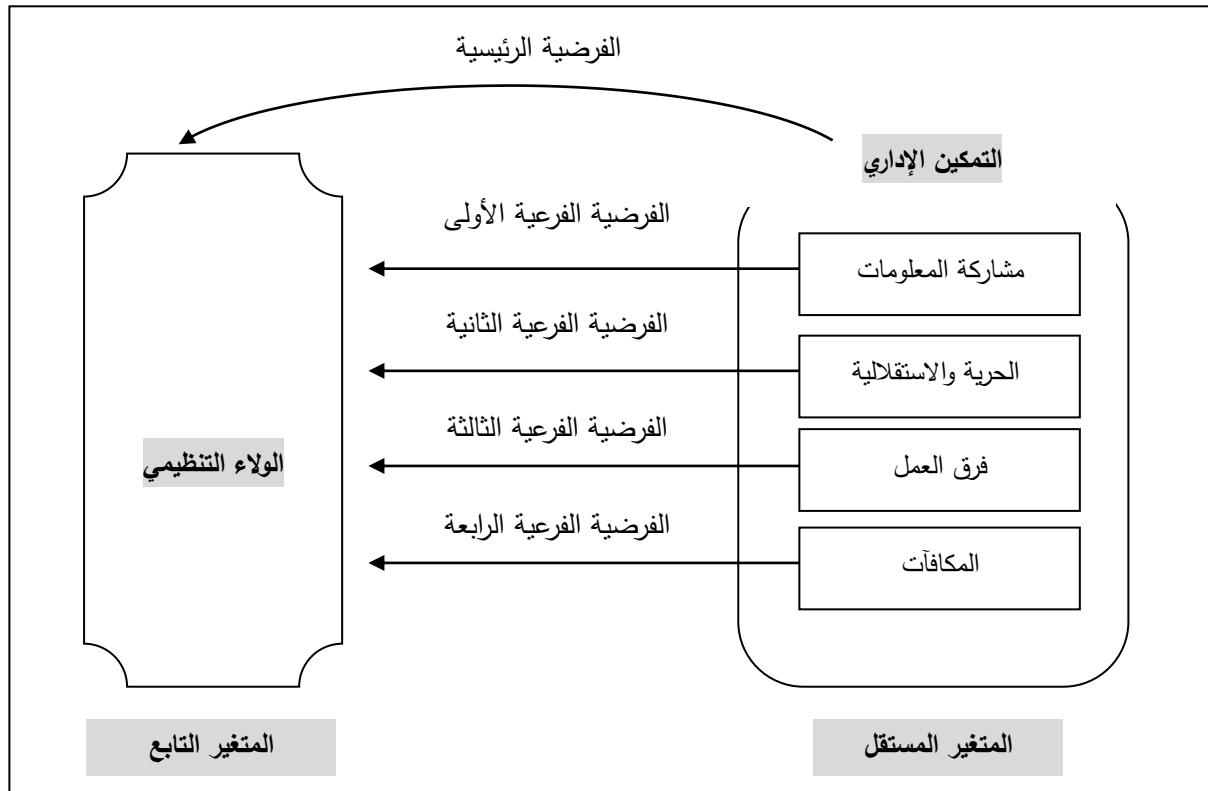 الفرضية الرئيسية
التمكين الإداري
الفرضية الفرعية الأولى
مشاركة المعلومات
الفرضية الفرعية الثانية
الحرية والاستقلالية
الفرضية الفرعية الثالثة
الولاء التنظيمي
فرق العمل
الفرضية الفرعية الرابعة
المكافآت
المتغير المستقل
المتغير التابع